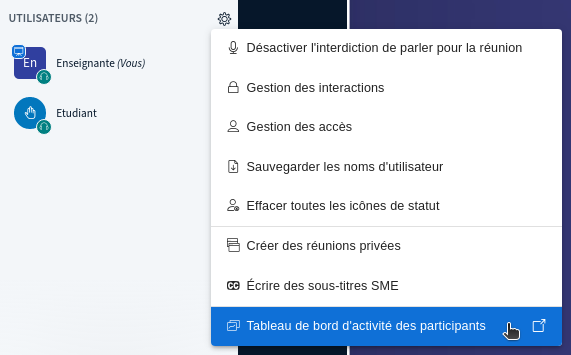 UTILISATEURS (2)
En
Enseignante (Vous)
Etudiant
Désactiver l'interdiction de parler pour la réunion
Gestion des interactions
Gestion des accès
Sauvegarder les noms d'utilisateur
Effacer toutes les icônes de statut
Créer des réunions privées
CC Écrire des sous-titres SME
Tableau de bord d'activité des participants